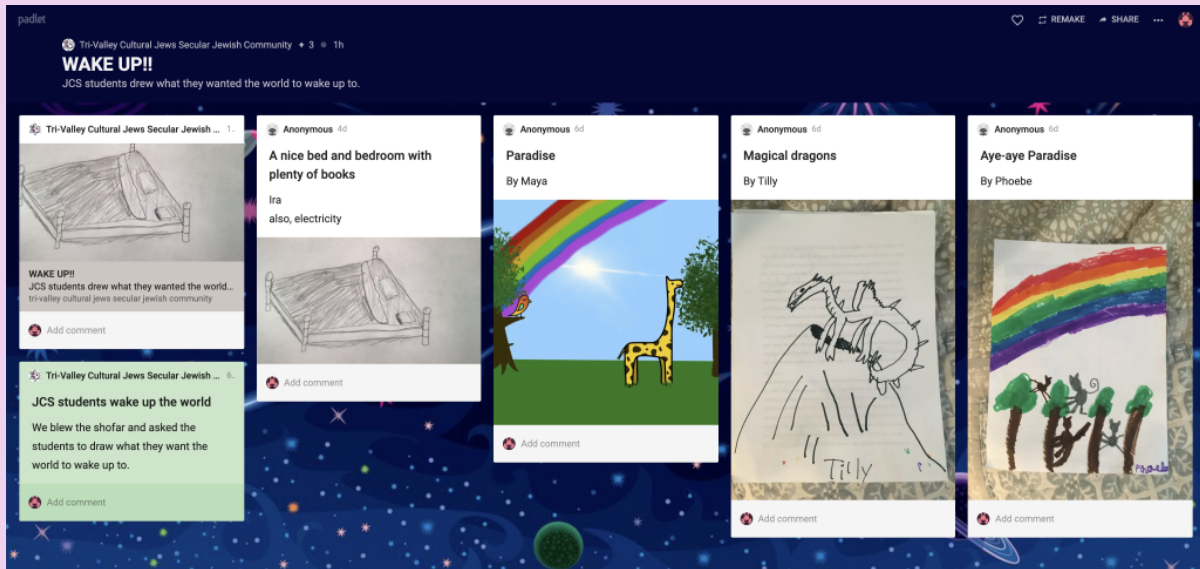 padlet
REMAKE
SHARE
Tri-Valley Cultural Jews Secular Jewish Community + 3 1h
WAKE UP!!
JCS students drew what they wanted the world to wake up to.
Tri-Valley Cultural Jews Secular Jewish ... 1..
WAKE UP!!
JCS students drew what they wanted the world...
tri-valley cultural jews secular jewish community
Add comment
Tri-Valley Cultural Jews Secular Jewish ... 6..
JCS students wake up the world
We blew the shofar and asked the
students to draw what they want the
world to wake up to.
Add comment
Anonymous 4d
A nice bed and bedroom with
plenty of books
Ira
also, electricity
Add comment
Anonymous 6d
Paradise
By Maya
Add comment
Anonymous 6d
Magical dragons
By Tilly
Tilly
Add comment
Anonymous 6d
Aye-aye Paradise
By Phoebe
Add comment